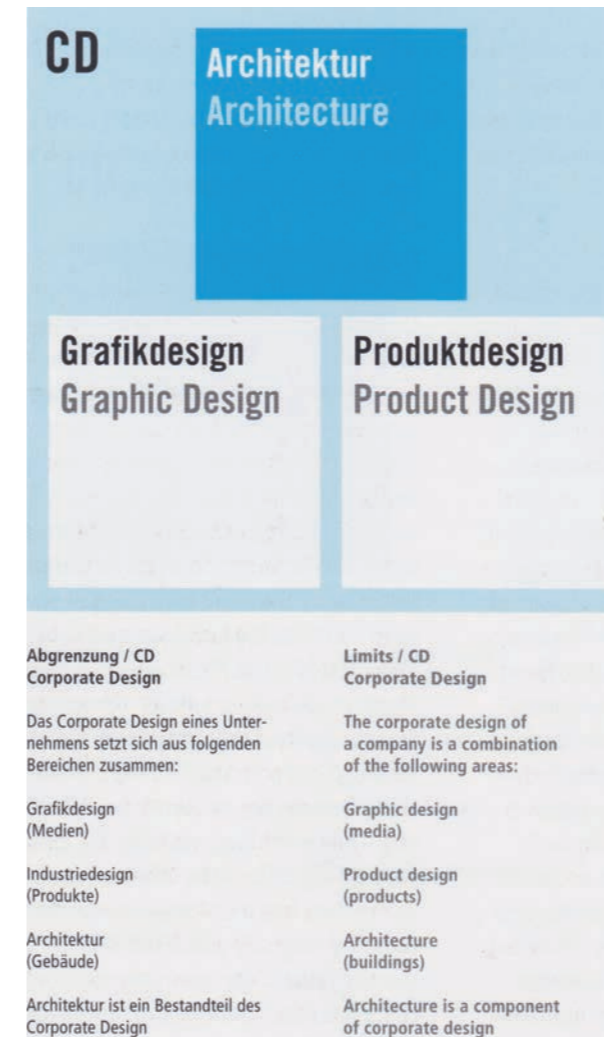 CD
Architektur
Architecture
Grafikdesign
Graphic Design
Produktdesign
Product Design
Abgrenzung / CD
Corporate Design
Das Corporate Design eines Unter-
nehmens setzt sich aus folgenden
Bereichen zusammen:
Grafikdesign
(Medien)
Industriedesign
(Produkte)
Architektur
(Gebäude)
Architektur ist ein Bestandteil des
Corporate Design
Limits / CD
Corporate Design
The corporate design of
a company is a combination
of the following areas:
Graphic design
(media)
Product design
(products)
Architecture
(buildings)
Architecture is a component
of corporate design